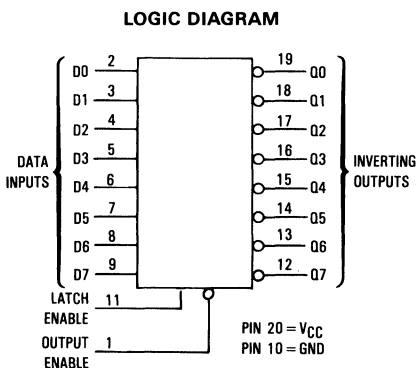 LOGIC DIAGRAM
D0 2 19 Q0
D1 3 18 Q1
D2 4 17 Q2
D3 5 16 Q3
D4 6 15 Q4
D5 7 14 Q5
D6 8 13 Q6
D7 9 12 Q7
DATA
INPUTS
INVERTING
OUTPUTS
LATCH
ENABLE
11
OUTPUT
ENABLE
1
PIN 20 = VCC
PIN 10 = GND